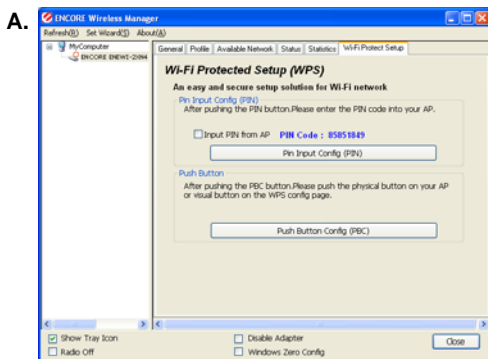 A.
ENCORE Wireless Manager
Refresh(R) Set Wizard(S) About(A)
MyComputer
ENCORE ENEWI-2XN4
General Profile Available Network Status Statistics Wi-Fi Protect Setup
Wi-Fi Protected Setup (WPS)
An easy and secure setup solution for Wi-Fi network
Pin Input Config (PIN)
After pushing the PIN button.Please enter the PIN code into your AP.
Input PIN from AP PIN Code : 85851849
Pin Input Config (PIN)
Push Button
After pushing the PBC button.Please push the physical button on your AP
or visual button on the WPS config page.
Push Button Config (PBC)
Show Tray Icon
Disable Adapter
Close
Radio Off
Windows Zero Config